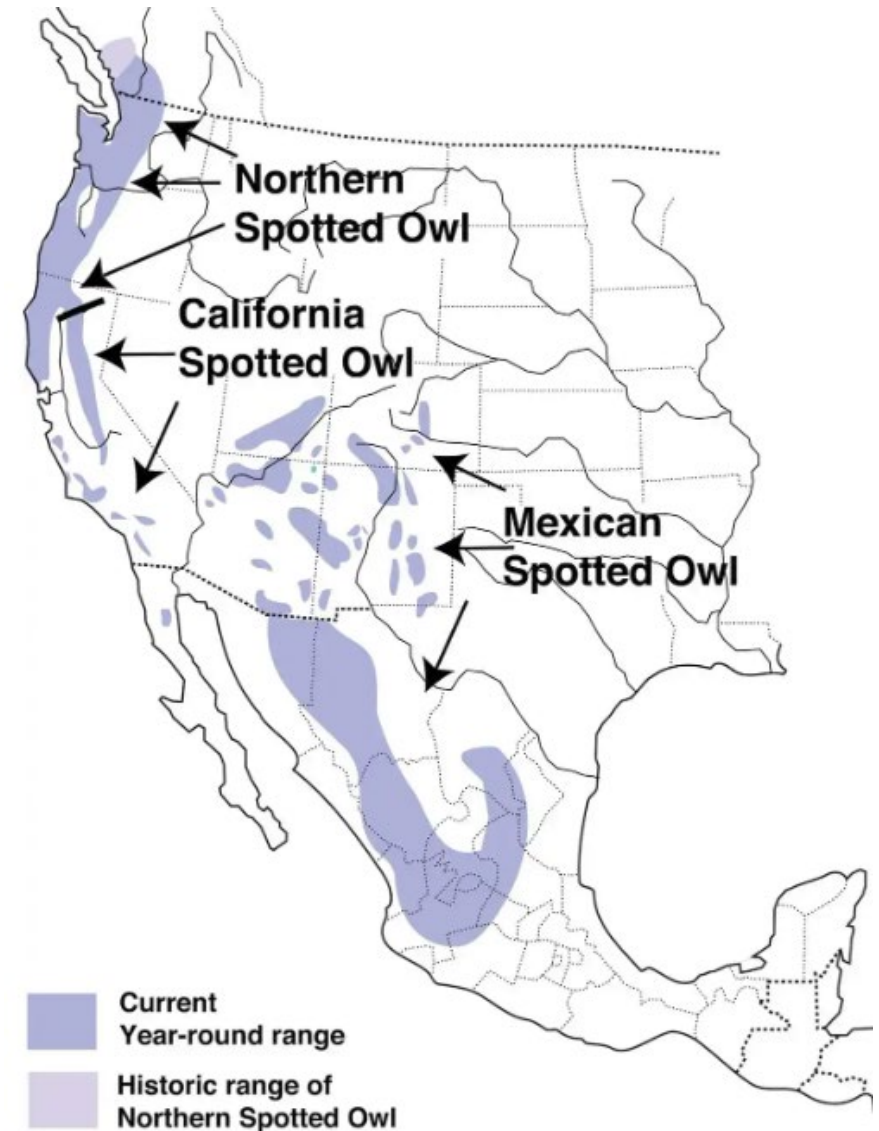 Northern
Spotted Owl
California
Spotted Owl
Mexican
Spotted Owl
Current
Year-round range
Historic range of
Northern Spotted Owl